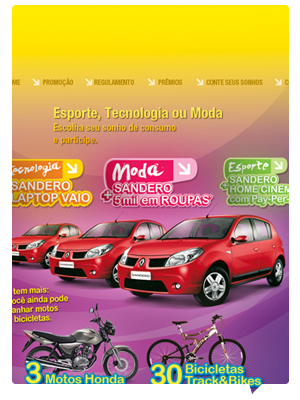 ME PROMOÇÃO REGULAMENTO PRÊMIOS CONTE SEUS SONHOS
Esporte, Tecnologia ou Moda
Escolha seu sonho de consumo
e participe.
Tecnologia
SANDERO
LAPTOP VAIO
Moda
+ SANDERO
5 mil em ROUPAS*
Esporte
+ SANDERO
HOME CINEM
com Pay-Per-
SANDERO
tem mais:
ocê ainda pode
anhar motos
bicicletas.
3 Motos Honda
30 Bicicletas
Track&Bikes